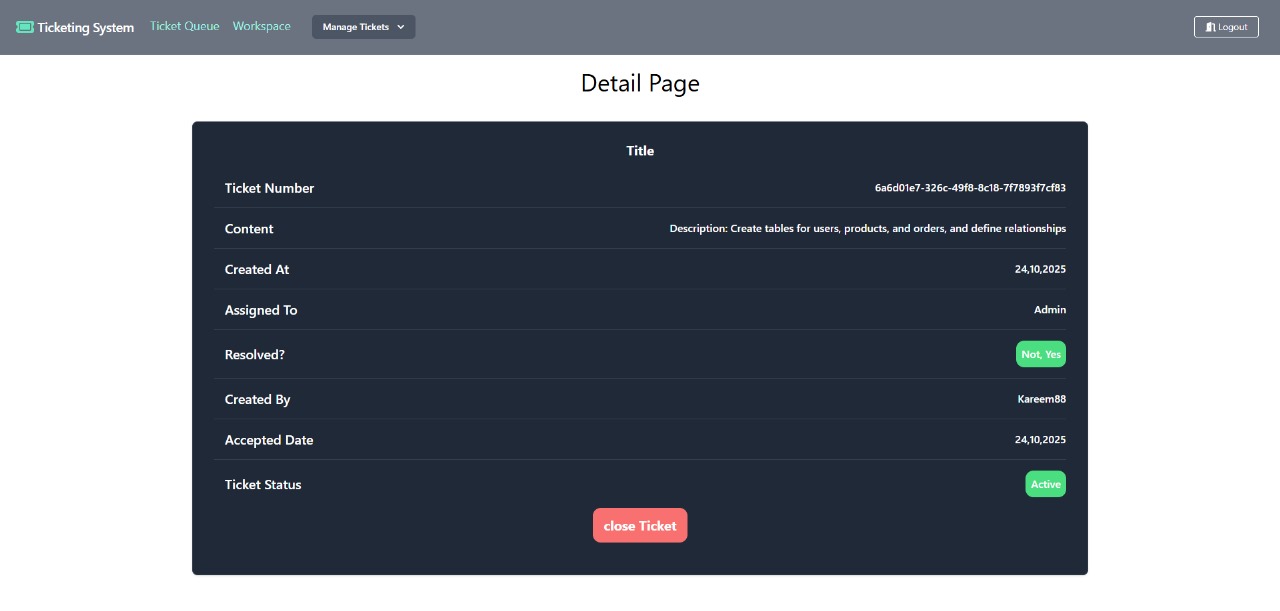 Ticketing System Ticket Queue Workspace Manage Tickets Logout
Detail Page
Title
Ticket Number 6a6d01e7-326c-49f8-8c18-7f7893f7cf83
Content Description: Create tables for users, products, and orders, and define relationships
Created At 24,10,2025
Assigned To Admin
Resolved? Not, Yes
Created By Kareem88
Accepted Date 24,10,2025
Ticket Status Active
close Ticket